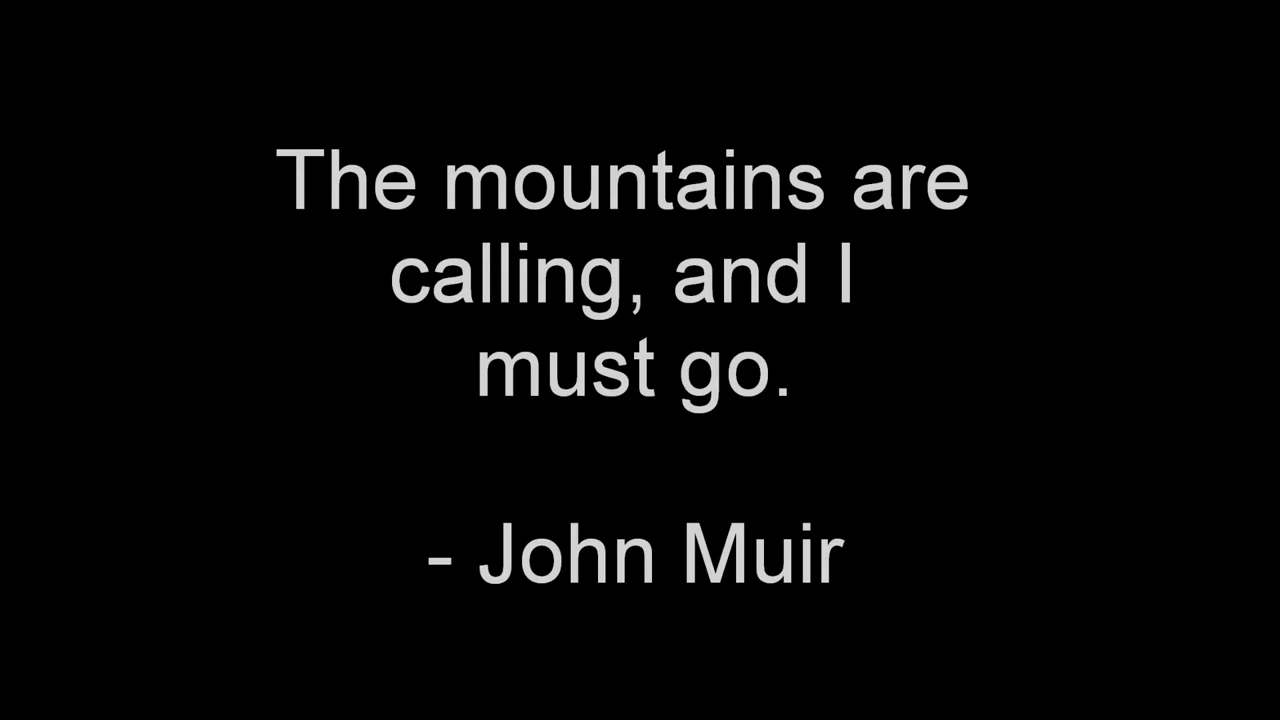 The mountains are
calling, and I
must go.
- John Muir